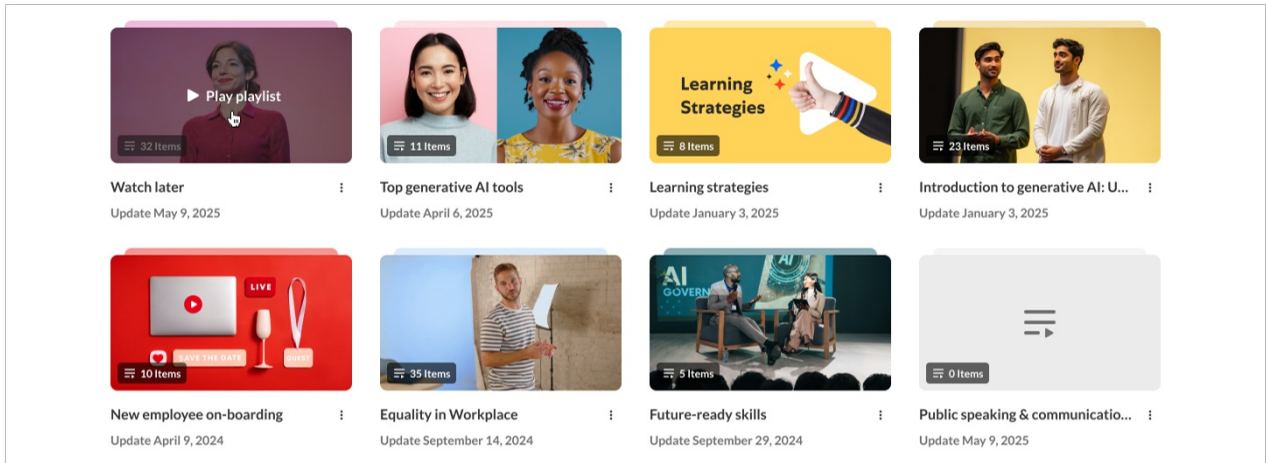 Play playlist
32 Items
11 Items
Learning
Strategies
8 Items
23 Items
Watch later
Top generative AI tools
Learning strategies
Introduction to generative AI: U...
Update May 9, 2025
Update April 6, 2025
Update January 3, 2025
Update January 3, 2025
LIVE
SAVE THE DATE
GUEST
10 Items
35 Items
AI
GOVERN
AI
5 Items
0 Items
New employee on-boarding
Equality in Workplace
Future-ready skills
Public speaking & communicatio...
Update April 9, 2024
Update September 14, 2024
Update September 29, 2024
Update May 9, 2025